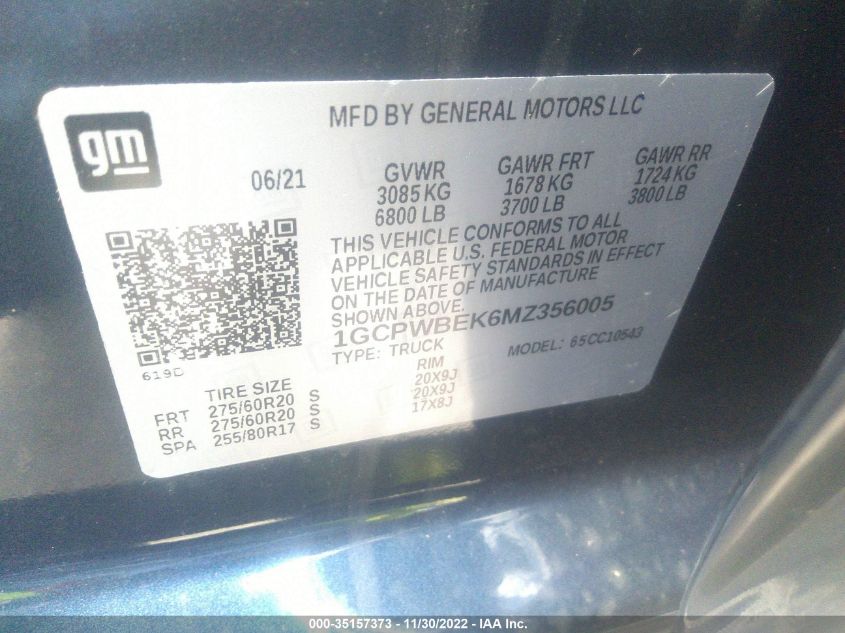 MFD BY GENERAL MOTORS LLC
gm
06/21
GVWR
3085 KG
6800 LB
GAWR FRT
1678 KG
3700 LB
GAWR RR
1724 KG
3800 LB
THIS VEHICLE CONFORMS TO ALL
APPLICABLE U.S. FEDERAL MOTOR
VEHICLE SAFETY STANDARDS IN EFFECT
ON THE DATE OF MANUFACTURE
SHOWN ABOVE.
1GCPWBEK6MZ356005
TYPE: TRUCK
MODEL: 65CC10543
619D
TIRE SIZE
RIM
FRT 275/60R20 S 20X9J
RR 275/60R20 S 20X9J
SPA 255/80R17 S 17X8J
000-35157373 - 11/30/2022 - IAA Inc.